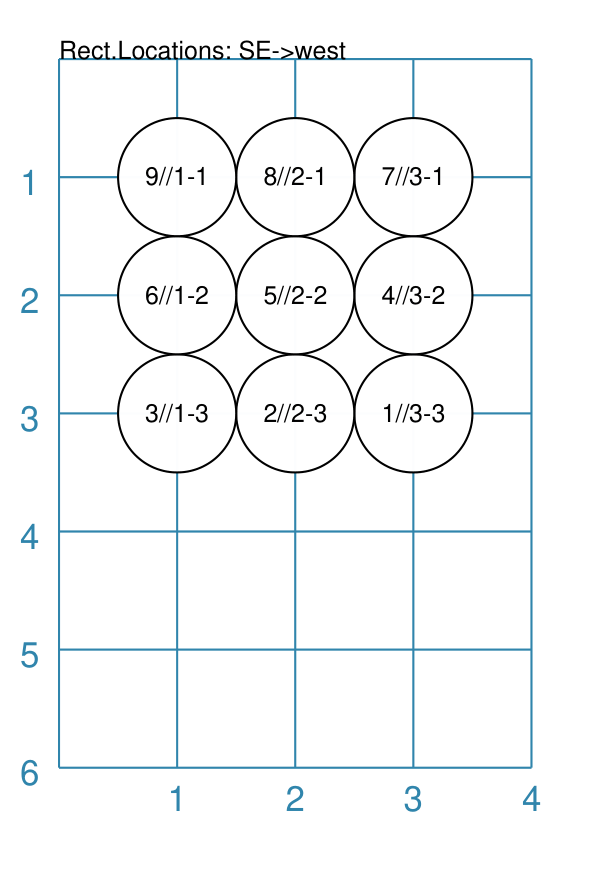 Rect.Locations: SE->west
1 9//1-1 8//2-1 7//3-1
2 6//1-2 5//2-2 4//3-2
3 3//1-3 2//2-3 1//3-3
4
5
6
1 2 3 4